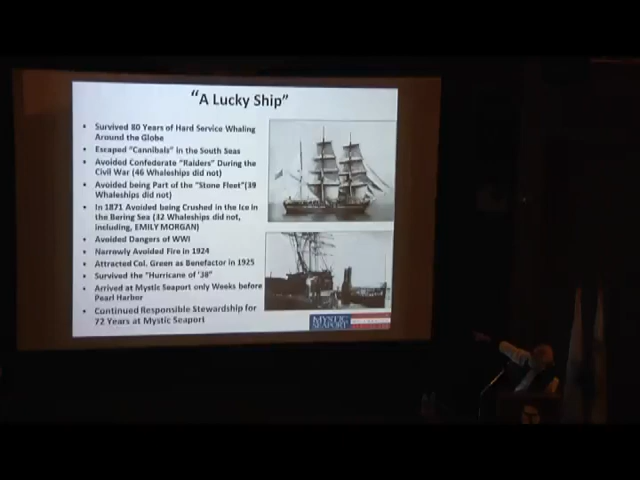 "A Lucky Ship"
• Survived 80 Years of Hard Service Whaling
Around the Globe
• Escaped "Cannibals" in the South Seas
• Avoided Confederate "Raiders" During the
Civil War (46 Whaleships did not)
• Avoided being Part of the "Stone Fleet"(39
Whaleships did not)
• In 1871 Avoided being Crushed in the Ice in
the Bering Sea (32 Whaleships did not,
including, EMILY MORGAN)
• Avoided Dangers of WWI
• Narrowly Avoided Fire in 1924
• Attracted Col. Green as Benefactor in 1925
• Survived the "Hurricane of '38"
• Arrived at Mystic Seaport only Weeks before
Pearl Harbor
• Continued Responsible Stewardship for
72 Years at Mystic Seaport
MYSTIC
SEAPORT